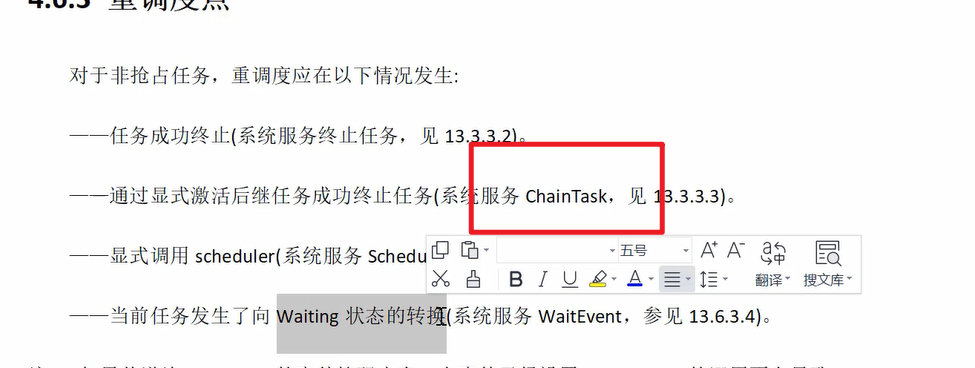 4.6.3 重调度点
对于非抢占任务，重调度应在以下情况发生:
——任务成功终止(系统服务终止任务，见 13.3.3.2)。
——通过显式激活后继任务成功终止任务(系统服务 ChainTask，见 13.3.3.3)。
——显式调用 scheduler(系统服务 Schedu
五号
A+ A-
B I U A
翻译 搜文库
——当前任务发生了向 Waiting 状态的转换(系统服务 WaitEvent，参见 13.6.3.4)。